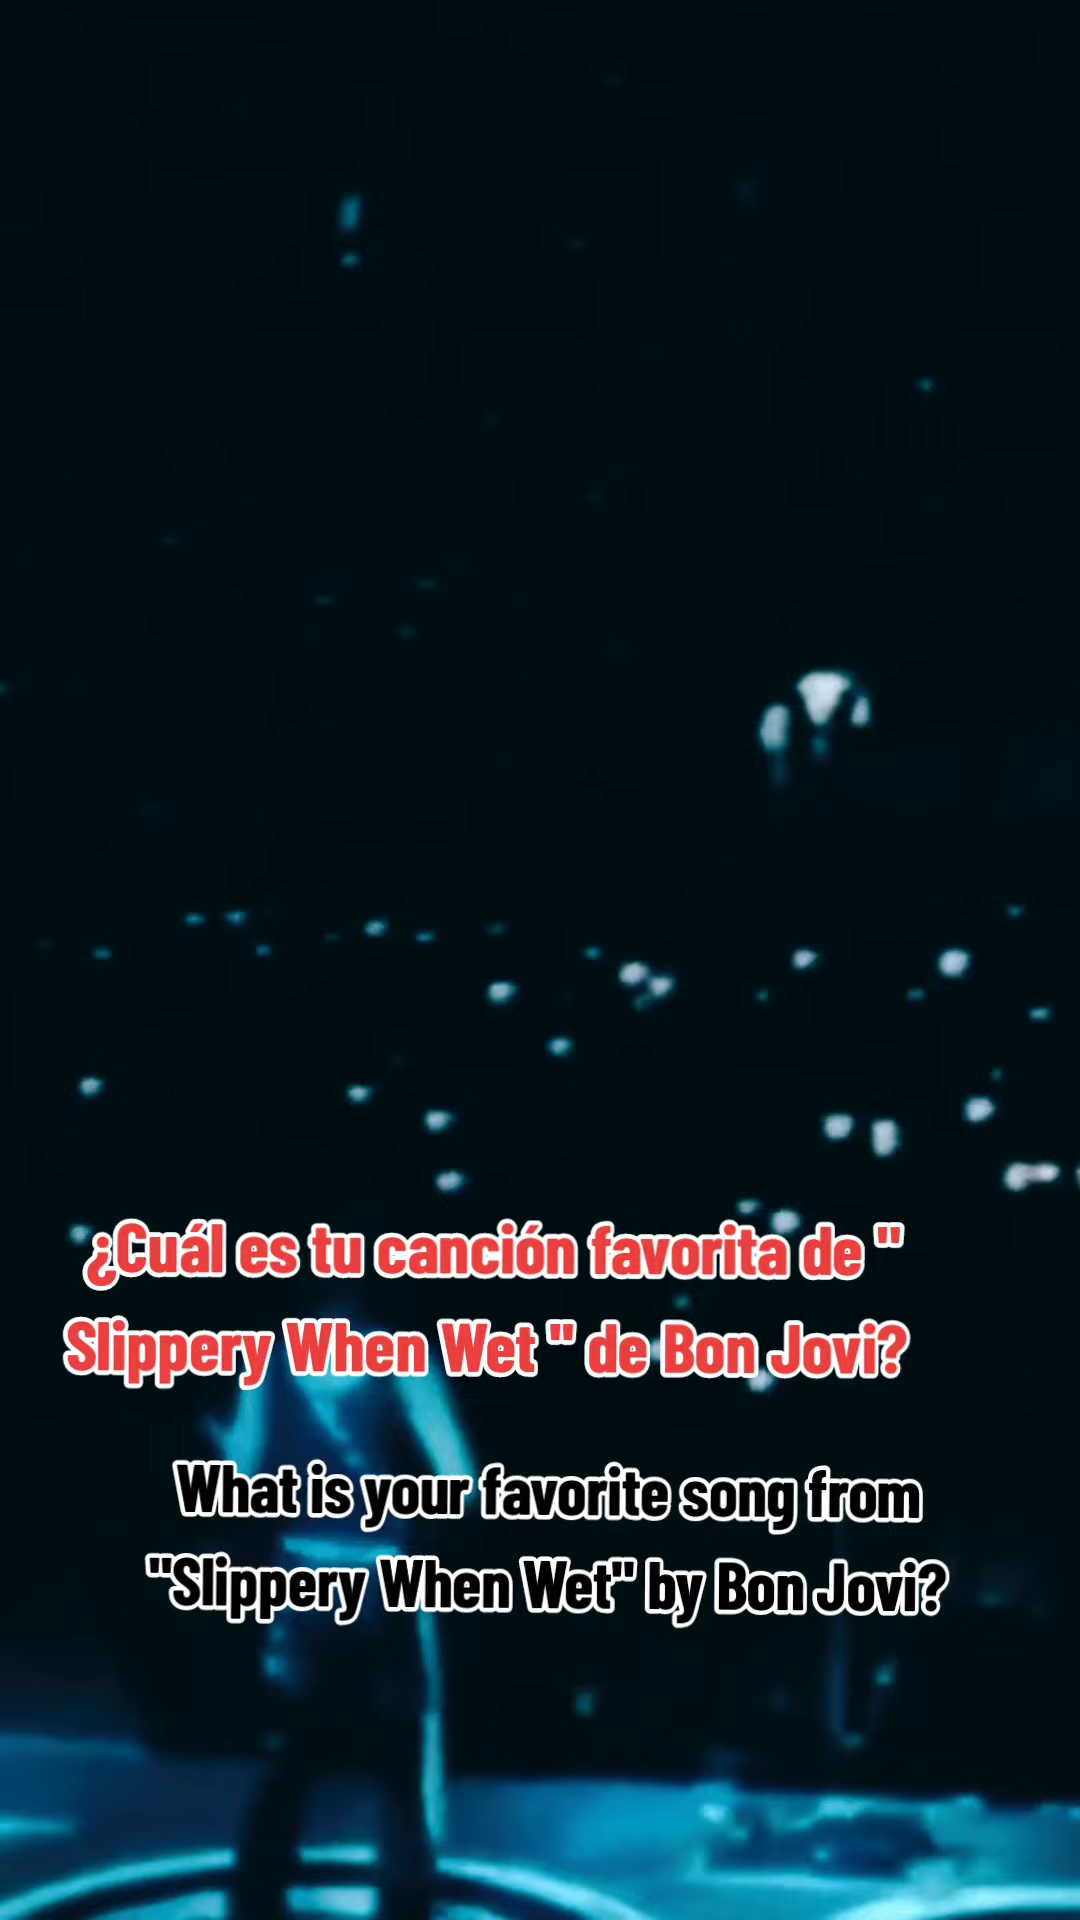 ¿Cuál es tu canción favorita de "
Slippery When Wet " de Bon Jovi?
What is your favorite song from
"Slippery When Wet" by Bon Jovi?